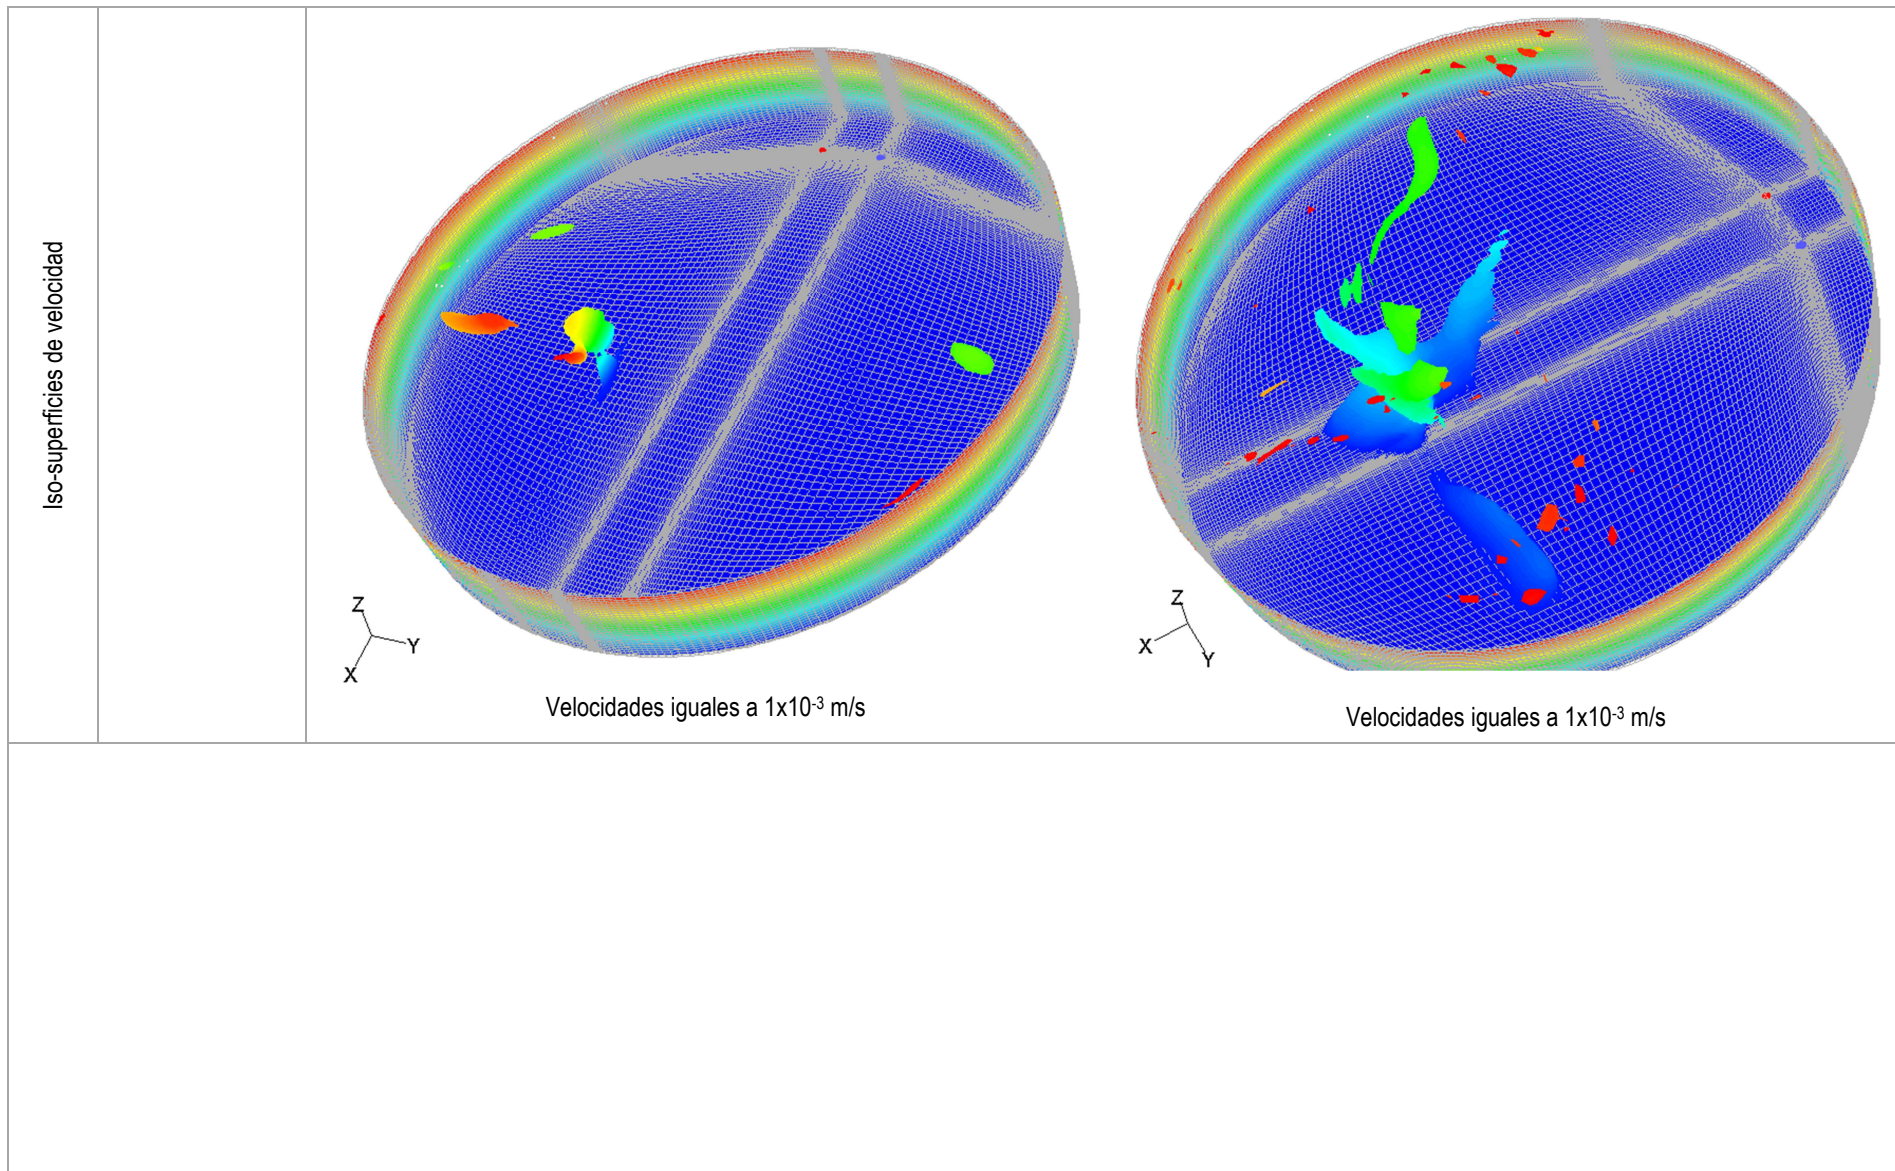 Iso-superficies de velocidad
Z
Y
X
Velocidades iguales a 1x10⁻³ m/s
Z
X
Y
Velocidades iguales a 1x10⁻³ m/s